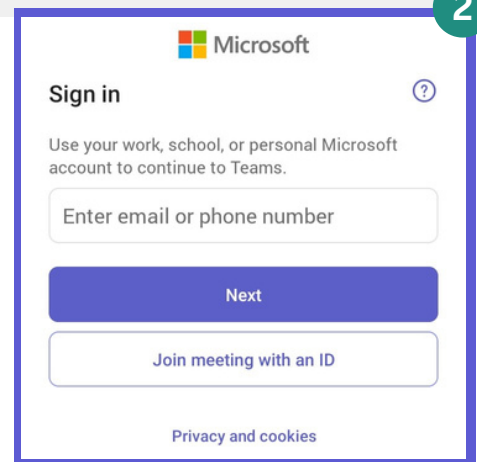 2
Microsoft
Sign in
?
Use your work, school, or personal Microsoft
account to continue to Teams.
Enter email or phone number
Next
Join meeting with an ID
Privacy and cookies